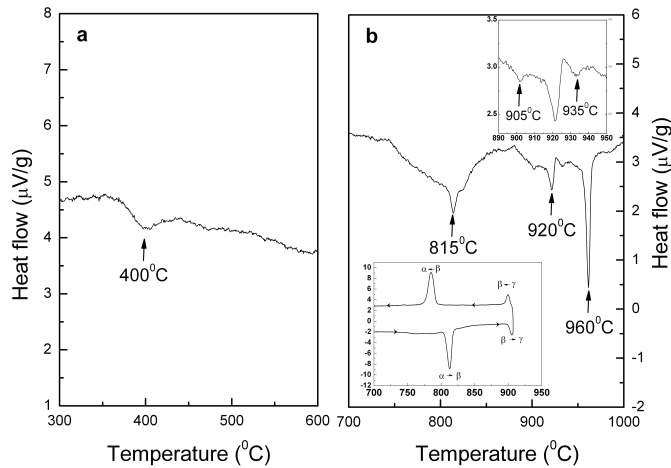 a
8
7
6
5
4
3
2
1
300 400 500 600
Heat flow (μV/g)
Temperature (⁰C)
400⁰C
b
6
5
4
3
2
1
0
-1
-2
700 800 900 1000
Heat flow (μV/g)
Temperature (⁰C)
815⁰C
920⁰C
960⁰C
3.5
3.0
2.5
890 900 910 920 930 940 950
905⁰C
935⁰C
10
8
6
4
2
0
-2
-4
-6
-8
-10
-12
700 750 800 850 900 950
α - β
β - γ
β - γ
α - β